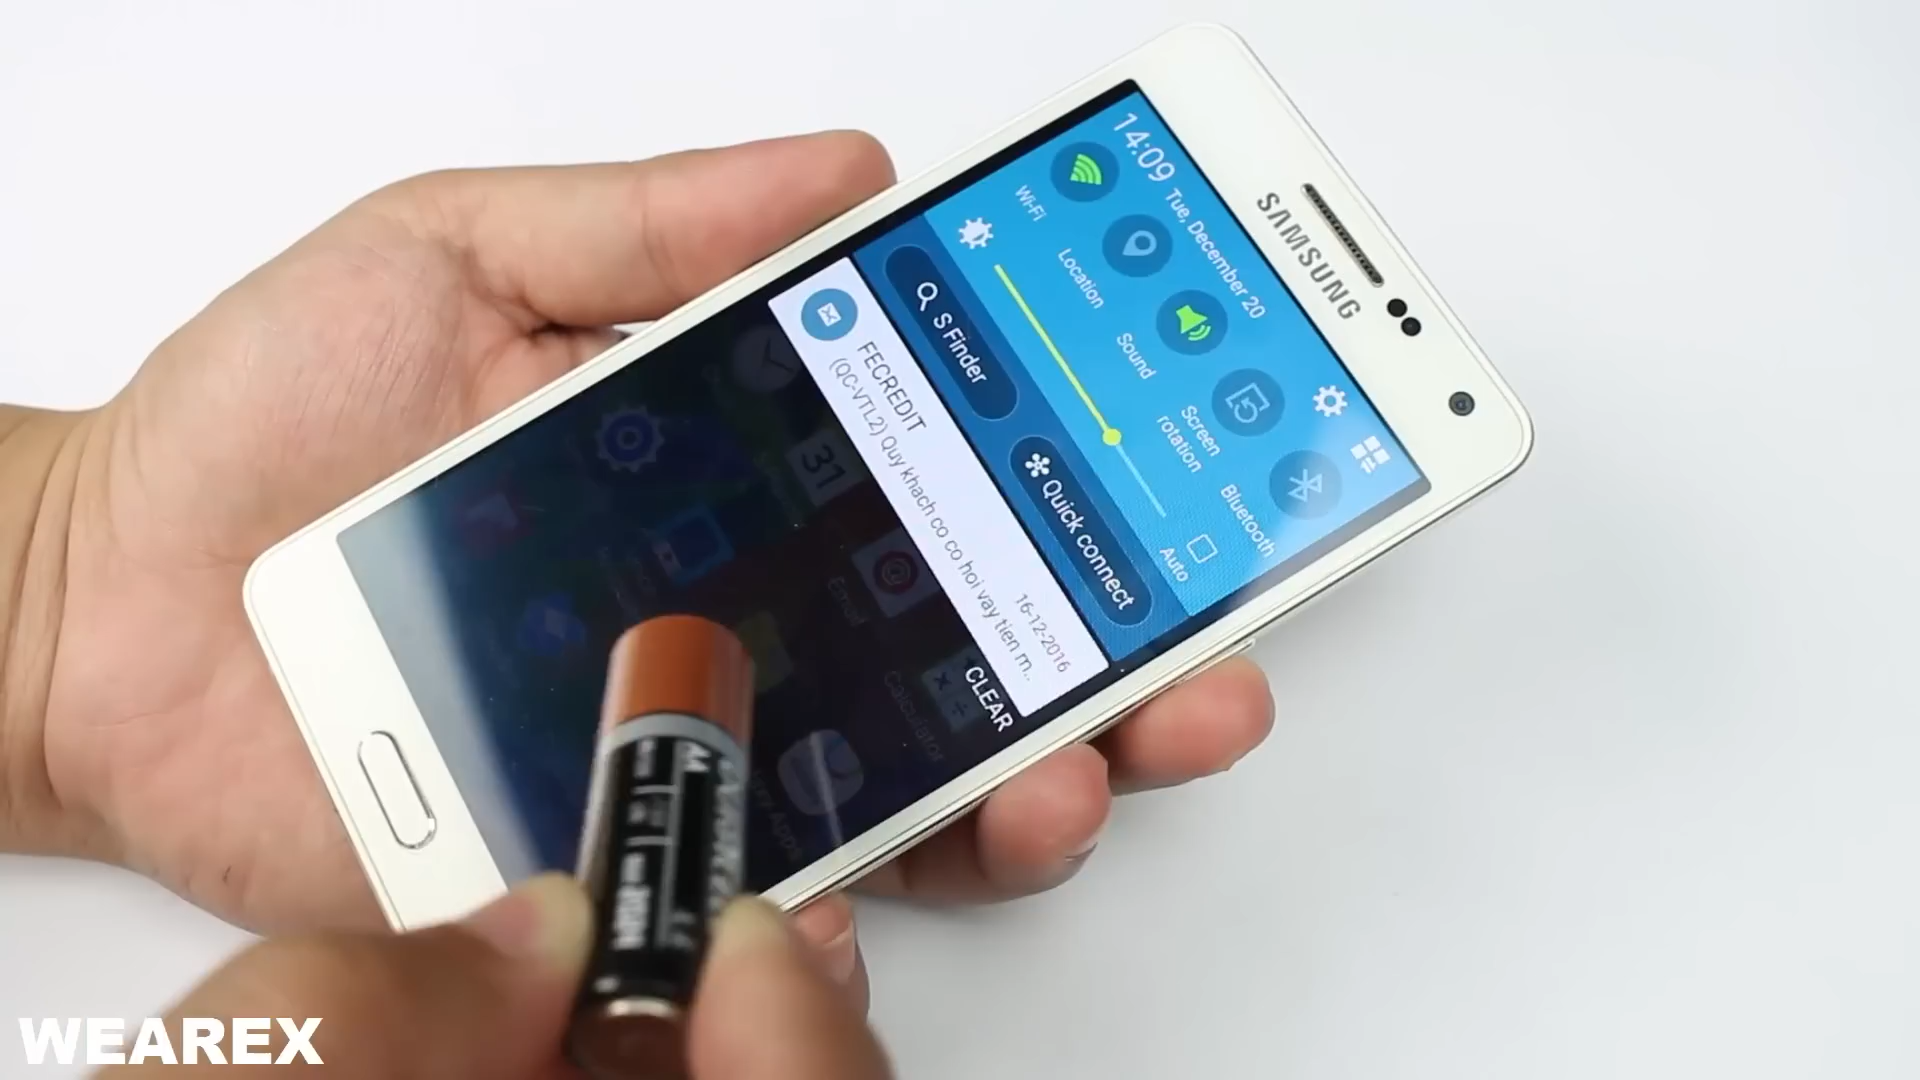 SAMSUNG
14:09 Tue, December 20
Wi-Fi
Location
Sound
Screen
rotation
Bluetooth
Auto
S Finder
Quick connect
FECREDIT
16-12-2016
(QC-VTL2) Quy khach co co hoi vay tien m..
CLEAR
31
Email
Calculator
AA
WEAREX